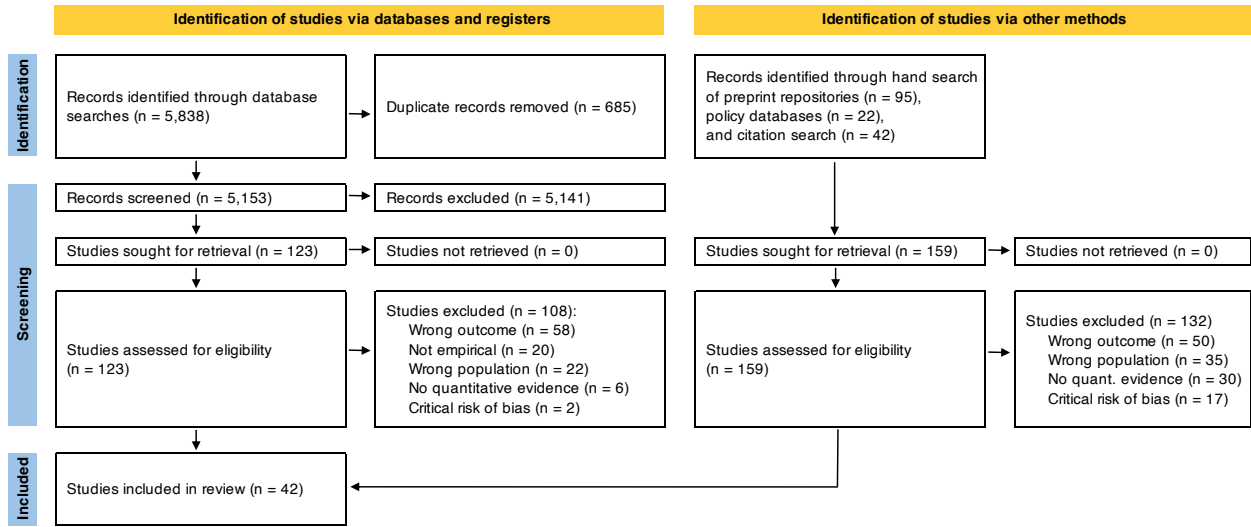 Identification of studies via databases and registers
Identification of studies via other methods
Identification
Records identified through database
searches (n = 5,838)
Duplicate records removed (n = 685)
Records identified through hand search
of preprint repositories (n = 95),
policy databases (n = 22),
and citation search (n = 42)
Screening
Records screened (n = 5,153)
Records excluded (n = 5,141)
Studies sought for retrieval (n = 123)
Studies not retrieved (n = 0)
Studies sought for retrieval (n = 159)
Studies not retrieved (n = 0)
Studies assessed for eligibility
(n = 123)
Studies excluded (n = 108):
Wrong outcome (n = 58)
Not empirical (n = 20)
Wrong population (n = 22)
No quantitative evidence (n = 6)
Critical risk of bias (n = 2)
Studies assessed for eligibility
(n = 159)
Studies excluded (n = 132)
Wrong outcome (n = 50)
Wrong population (n = 35)
No quant. evidence (n = 30)
Critical risk of bias (n = 17)
Included
Studies included in review (n = 42)